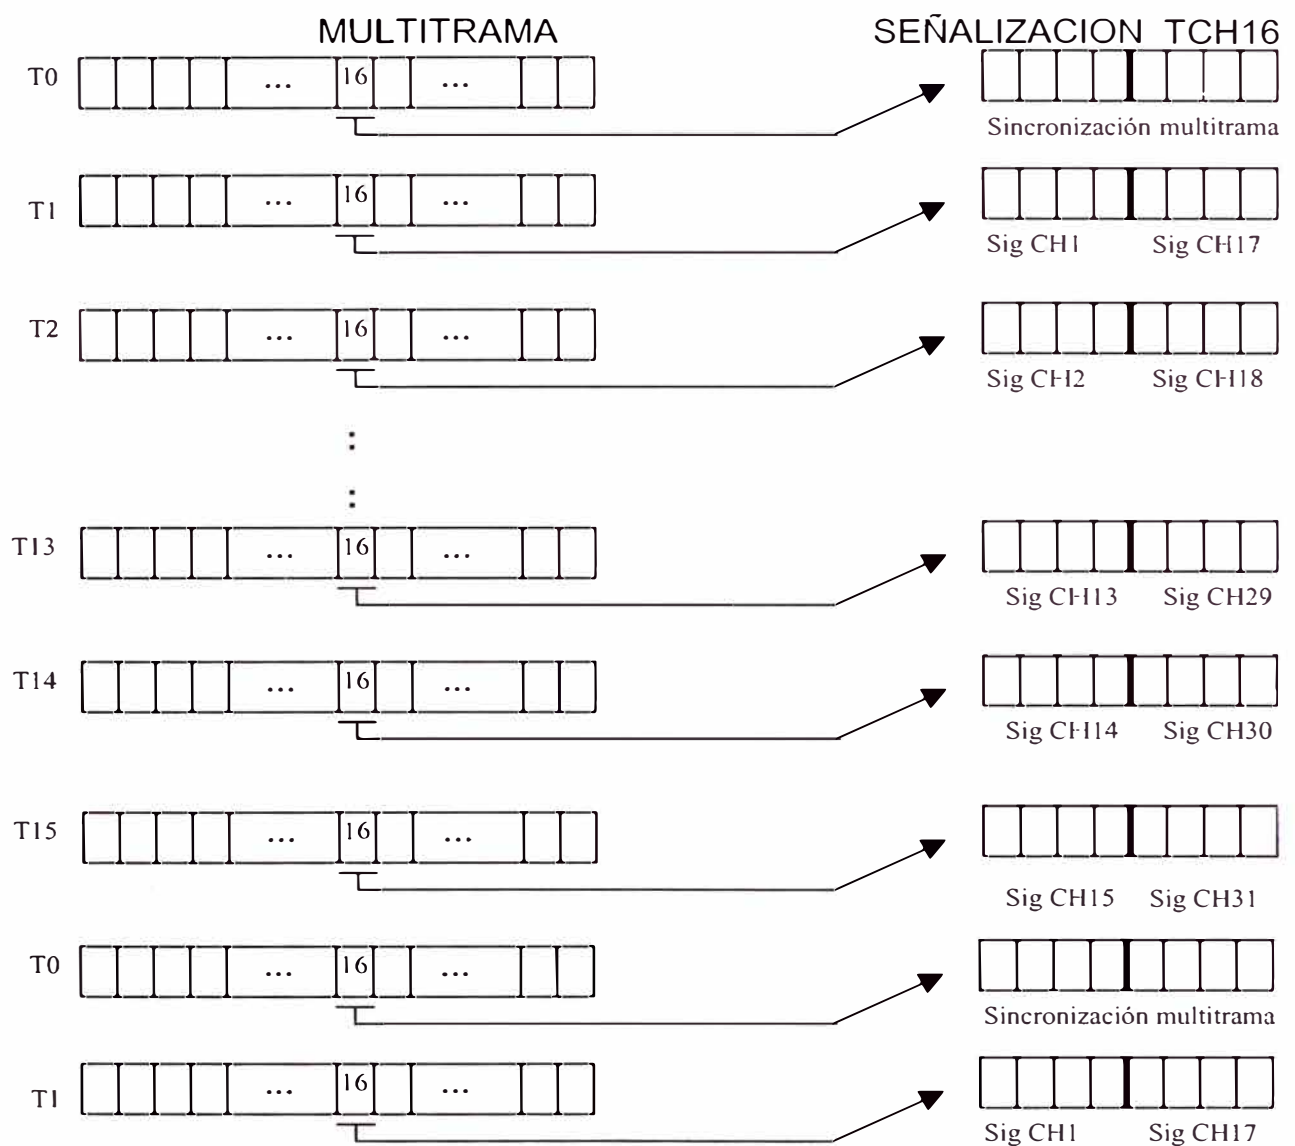 MULTITRAMA SEÑALIZACION TCH16
T0 ... 16 ...
Sincronización multitrama
T1 ... 16 ...
Sig CH1 Sig CH17
T2 ... 16 ...
Sig CH2 Sig CH18
:
:
T13 ... 16 ...
Sig CH13 Sig CH29
T14 ... 16 ...
Sig CH14 Sig CH30
T15 ... 16 ...
Sig CH15 Sig CH31
T0 ... 16 ...
Sincronización multitrama
T1 ... 16 ...
Sig CH1 Sig CH17